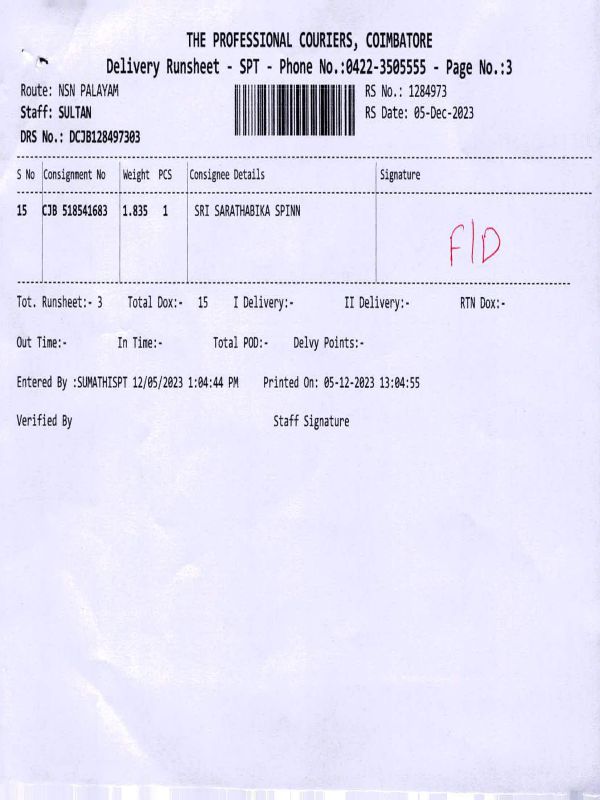 THE PROFESSIONAL COURIERS, COIMBATORE
Delivery Runsheet - SPT - Phone No.:0422-3505555 - Page No.:3
Route: NSN PALAYAM RS No.: 1284973
Staff: SULTAN RS Date: 05-Dec-2023
DRS No.: DCJB128497303
S No Consignment No Weight PCS Consignee Details Signature
15 CJB 518541683 1.835 1 SRI SARATHABIKA SPINN
F/D
Tot. Runsheet:- 3 Total Dox:- 15 I Delivery:- II Delivery:- RTN Dox:-
Out Time:- In Time:- Total POD:- Delvy Points:-
Entered By :SUMATHISPT 12/05/2023 1:04:44 PM Printed On: 05-12-2023 13:04:55
Verified By Staff Signature